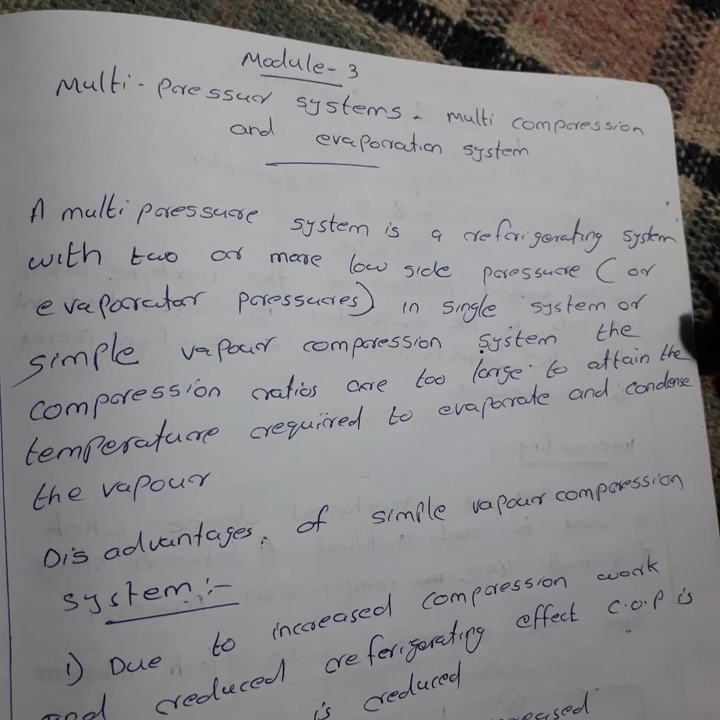 Module-3
Multi-pressur systems - multi compression
and evaporation system
A multi pressure system is a referigerating system
with two or more low side pressure (or
evaporator pressures) in single system or
simple vapour compression system the
compression ratios are too large to attain the
temperature required to evaporate and condense
the vapour
Disadvantages of simple vapour compression
system :-
1) Due to increased compression work
and reduced referigerating effect C.O.P is
is reduced